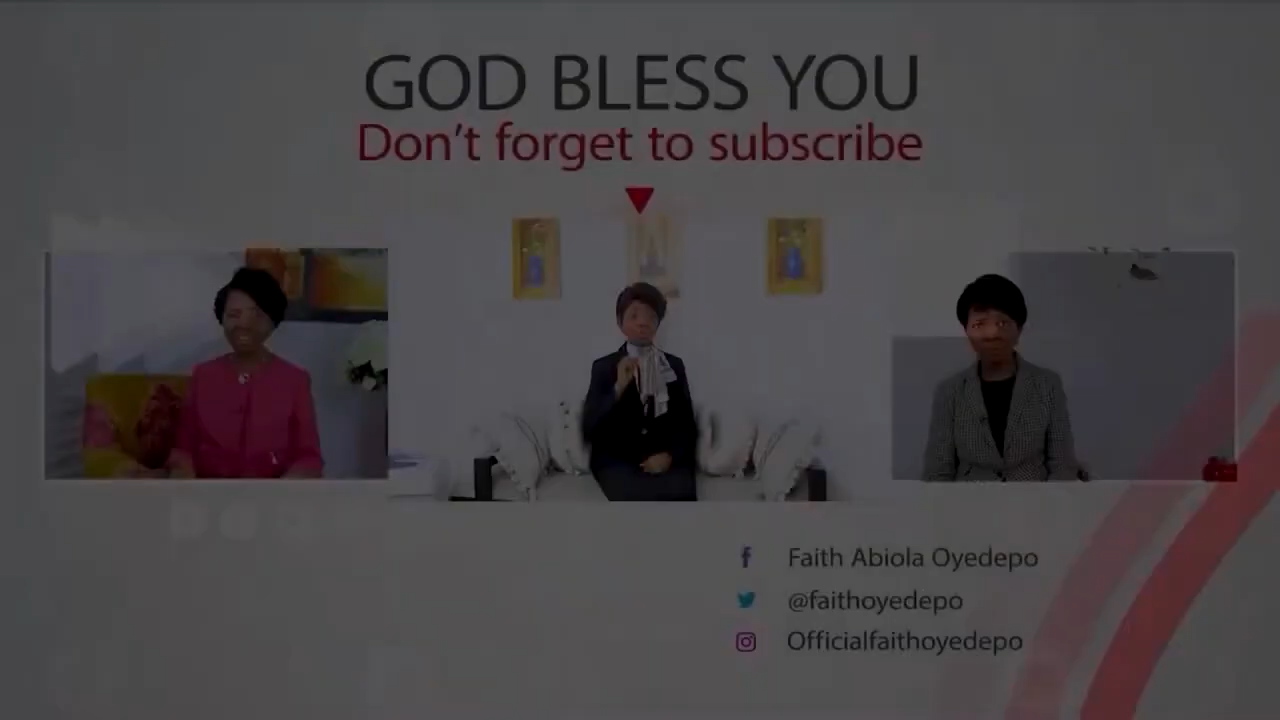 GOD BLESS YOU
Don't forget to subscribe
Faith Abiola Oyedepo
@faithoyedepo
Officialfaithoyedepo